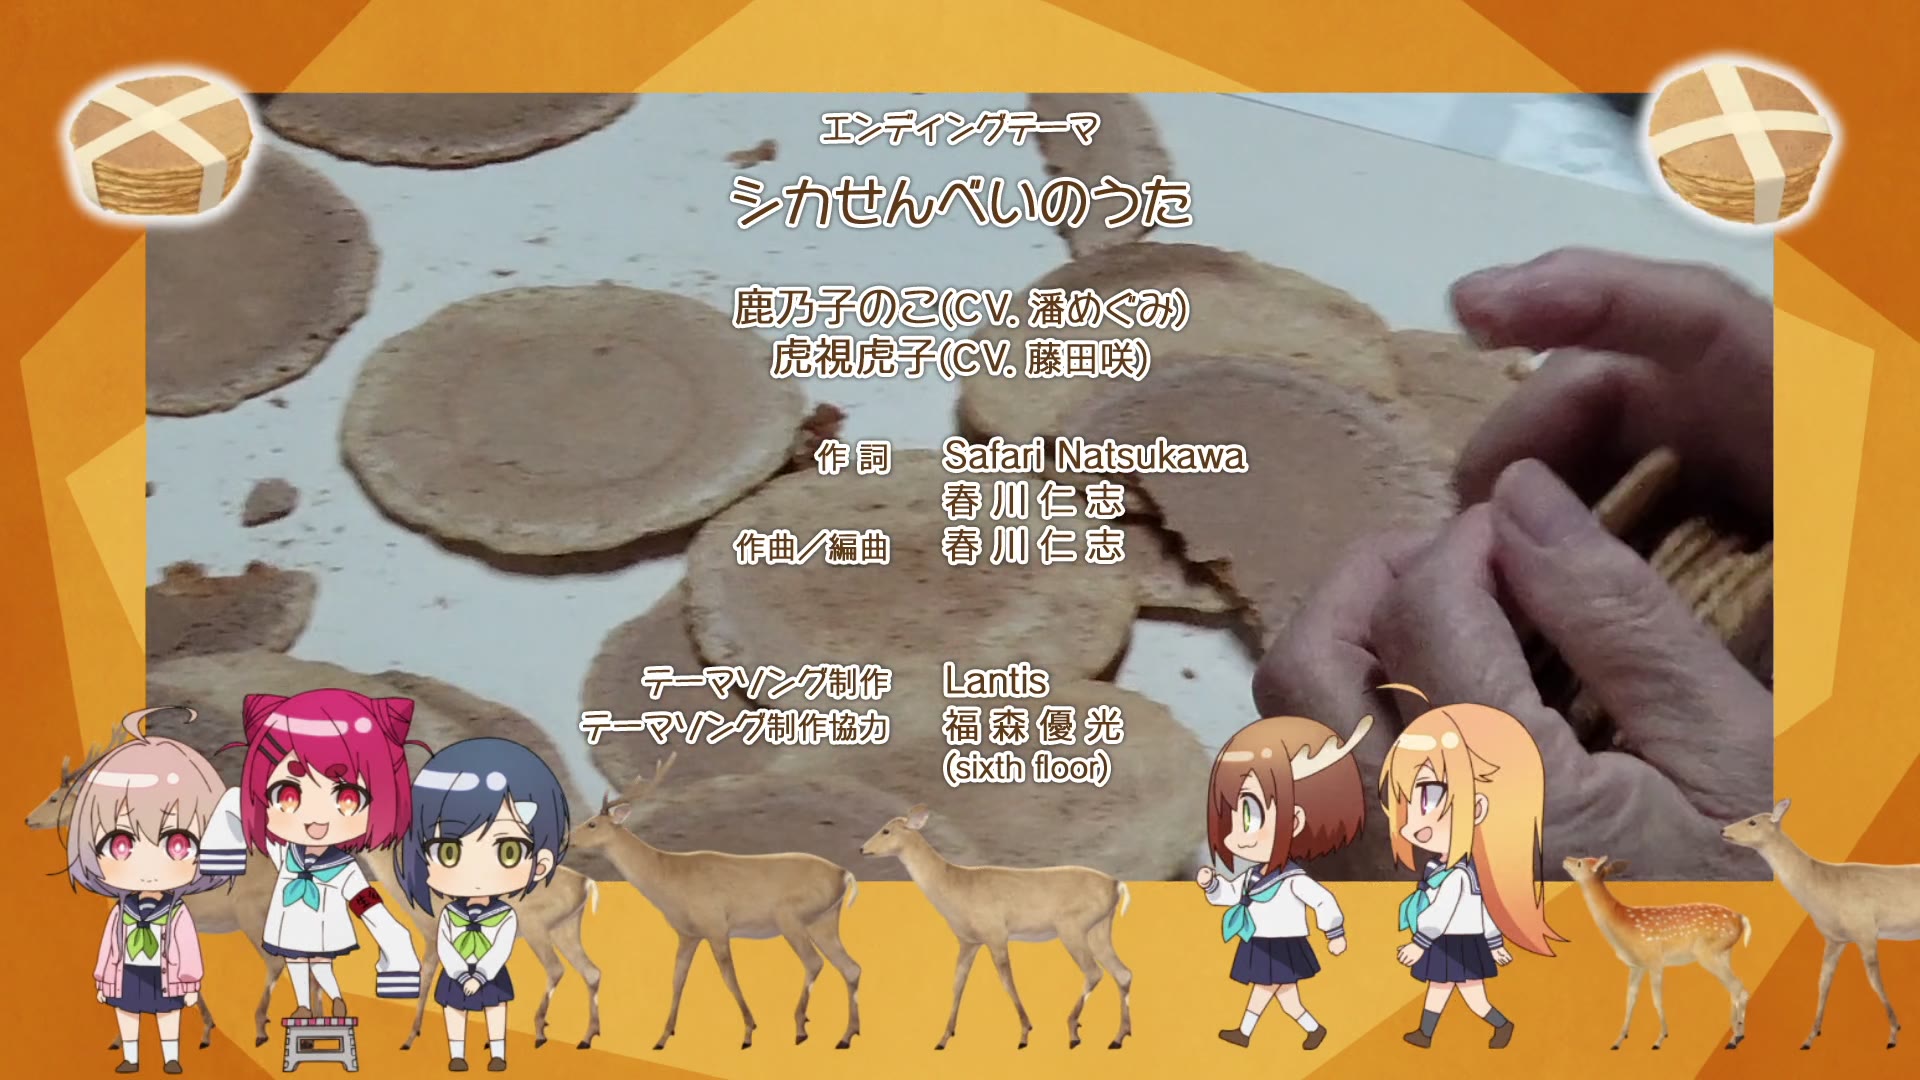 エンディングテーマ
シカせんべいのうた
鹿乃子のこ(CV. 潘めぐみ)
虎視虎子(CV. 藤田咲)
作詞 Safari Natsukawa
春川仁志
作曲／編曲 春川仁志
テーマソング制作 Lantis
テーマソング制作協力 福森優光
(sixth floor)